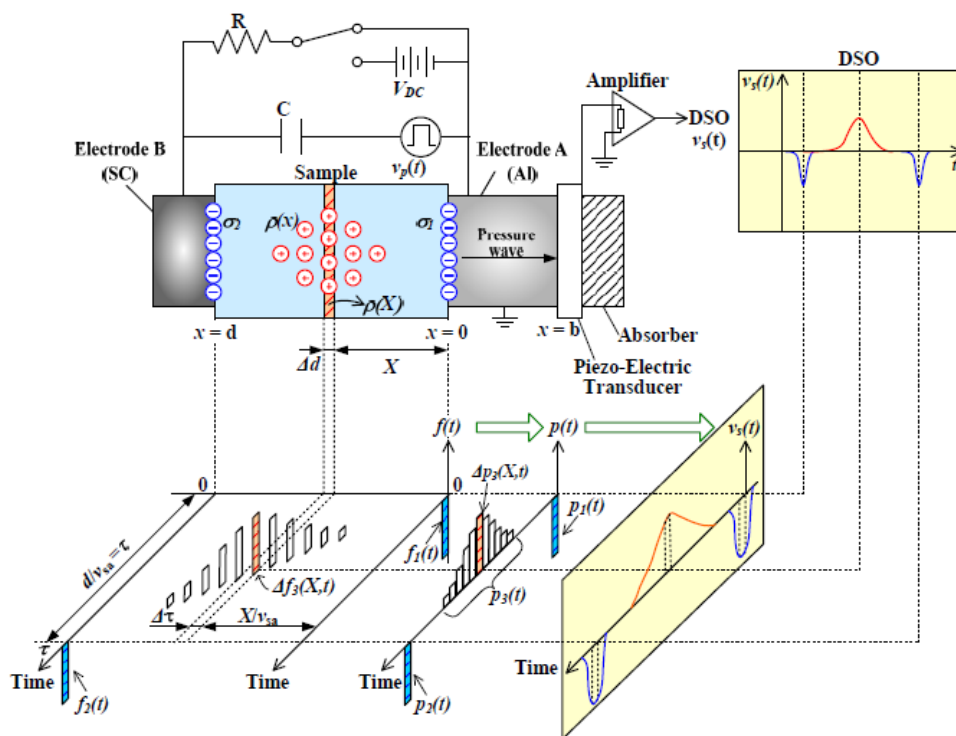 R
V_DC
C
v_p(t)
Electrode B
(SC)
Sample
Electrode A
(Al)
Amplifier
DSO
v_s(t)
DSO
v_s(t)
t
σ₂
ρ(x)
σ₁
Pressure
wave
ρ(X)
x = d
x = 0
x = b
Absorber
Piezo-Electric
Transducer
Δd
X
f(t)
p(t)
v_s(t)
0
0
Δp₃(X,t)
p₁(t)
f₁(t)
d/v_sa = τ
Δf₃(X,t)
p₃(t)
Δτ
X/v_sa
τ
Time
Time
Time
Time
f₂(t)
p₂(t)